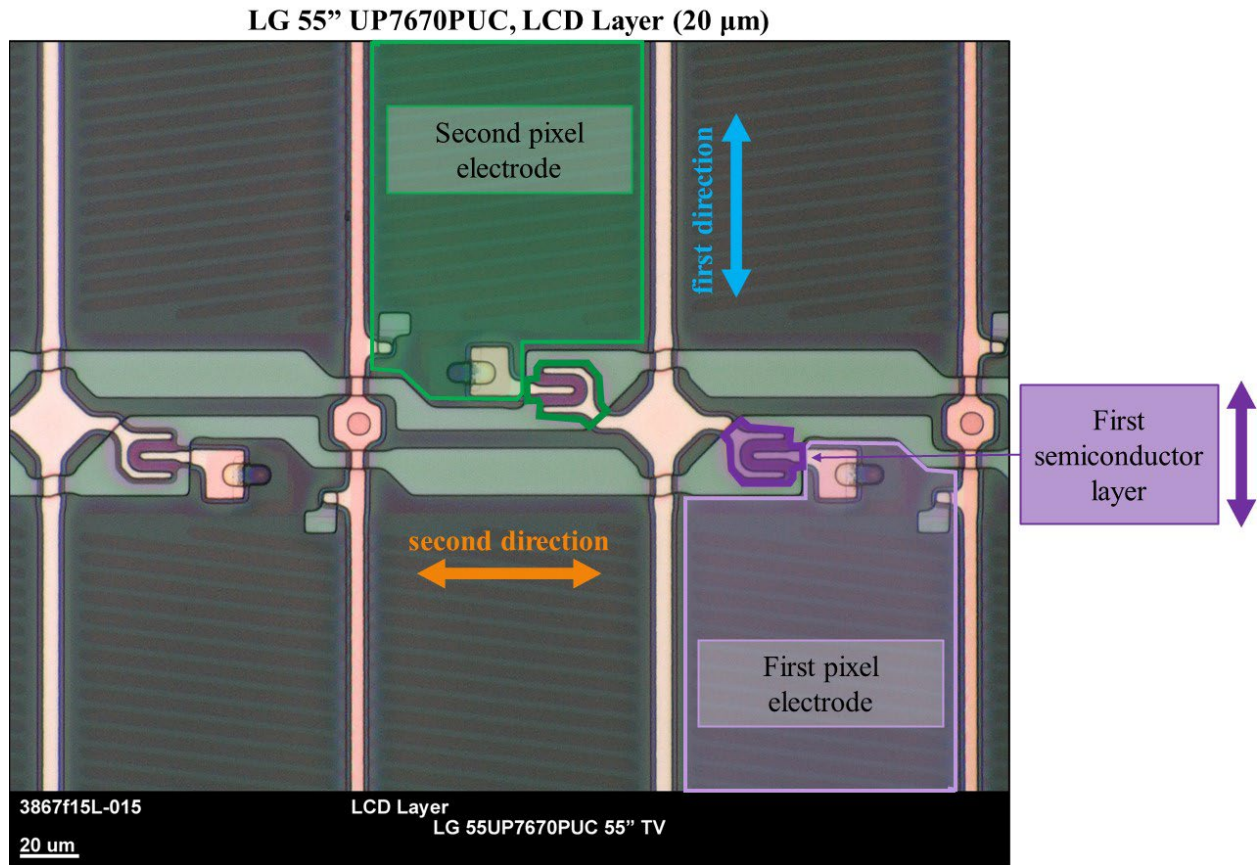 LG 55” UP7670PUC, LCD Layer (20 μm)
Second pixel
electrode
first direction
First
semiconductor
layer
second direction
First pixel
electrode
3867f15L-015
LCD Layer
LG 55UP7670PUC 55” TV
20 um